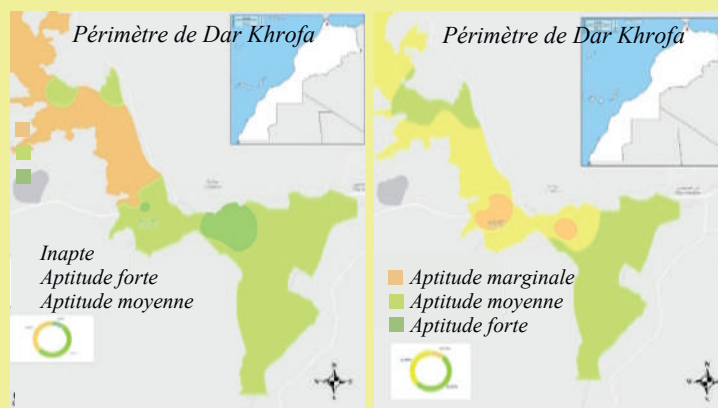 Périmètre de Dar Khrofa
Inapte
Aptitude forte
Aptitude moyenne
Périmètre de Dar Khrofa
Aptitude marginale
Aptitude moyenne
Aptitude forte